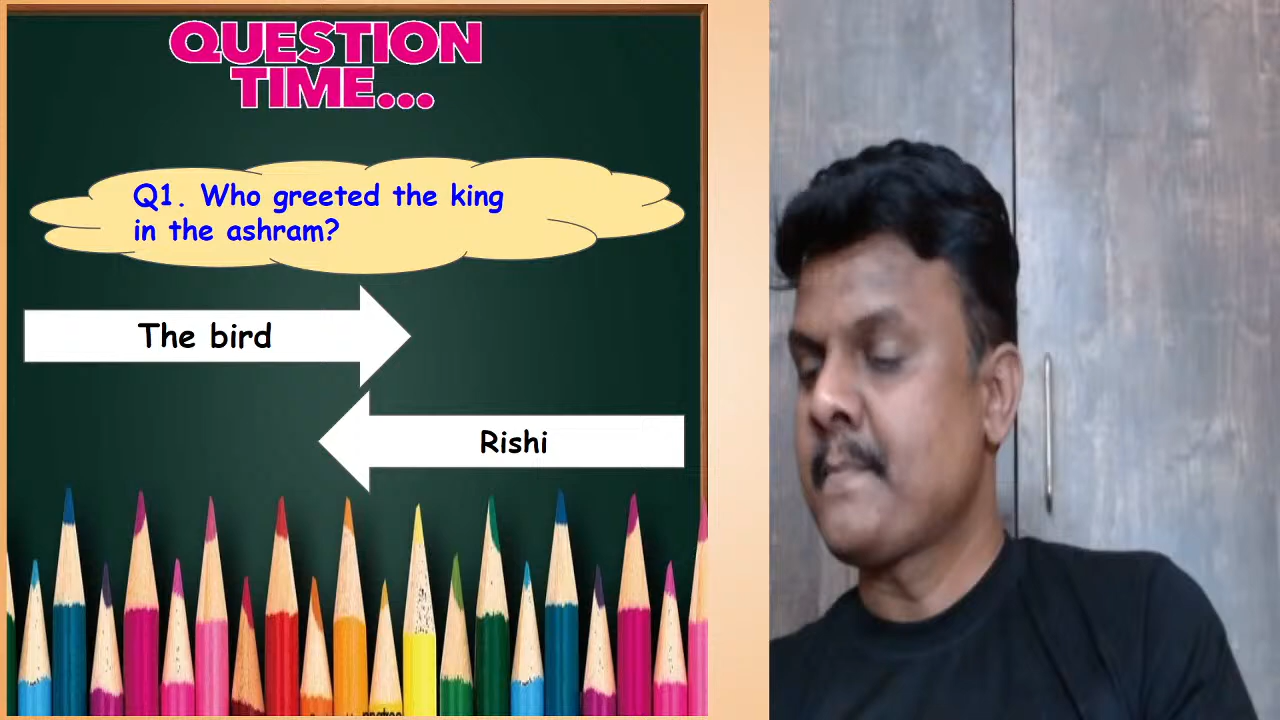 QUESTION
TIME...
Q1. Who greeted the king
in the ashram?
The bird
Rishi